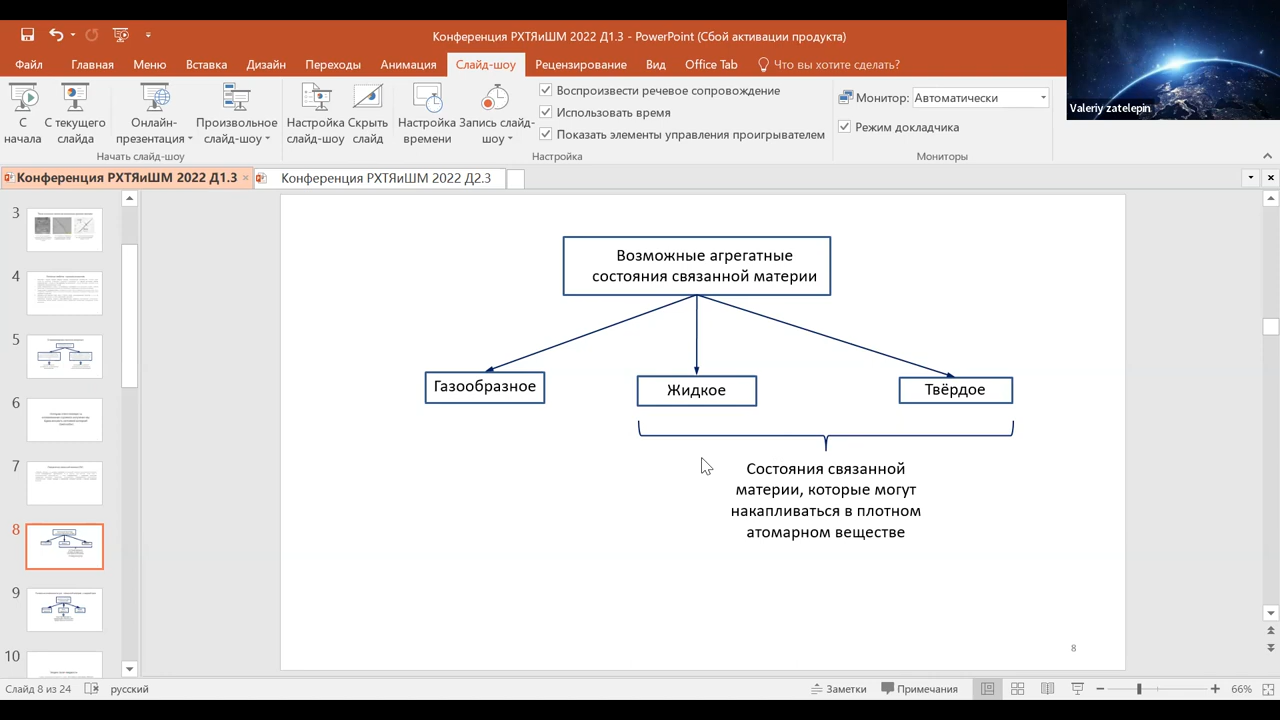 Конференция РХТЯиШМ 2022 Д1.3 - PowerPoint (Сбой активации продукта)
Valeriy zatelepin
Файл Главная Меню Вставка Дизайн Переходы Анимация Слайд-шоу Рецензирование Вид Office Tab Что вы хотите сделать?
С начала
С текущего слайда
Онлайн-презентация
Произвольное слайд-шоу
Начать слайд-шоу
Настройка слайд-шоу
Скрыть слайд
Настройка времени
Запись слайд-шоу
Воспроизвести речевое сопровождение
Использовать время
Показать элементы управления проигрывателем
Настройка
Монитор: Автоматически
Режим докладчика
Мониторы
Конференция РХТЯиШМ 2022 Д1.3
Конференция РХТЯиШМ 2022 Д2.3
3
4
5
6
7
8
9
10
Возможные агрегатные
состояния связанной материи
Газообразное
Жидкое
Твёрдое
Состояния связанной
материи, которые могут
накапливаться в плотном
атомарном веществе
8
Слайд 8 из 24 русский Заметки Примечания 66%